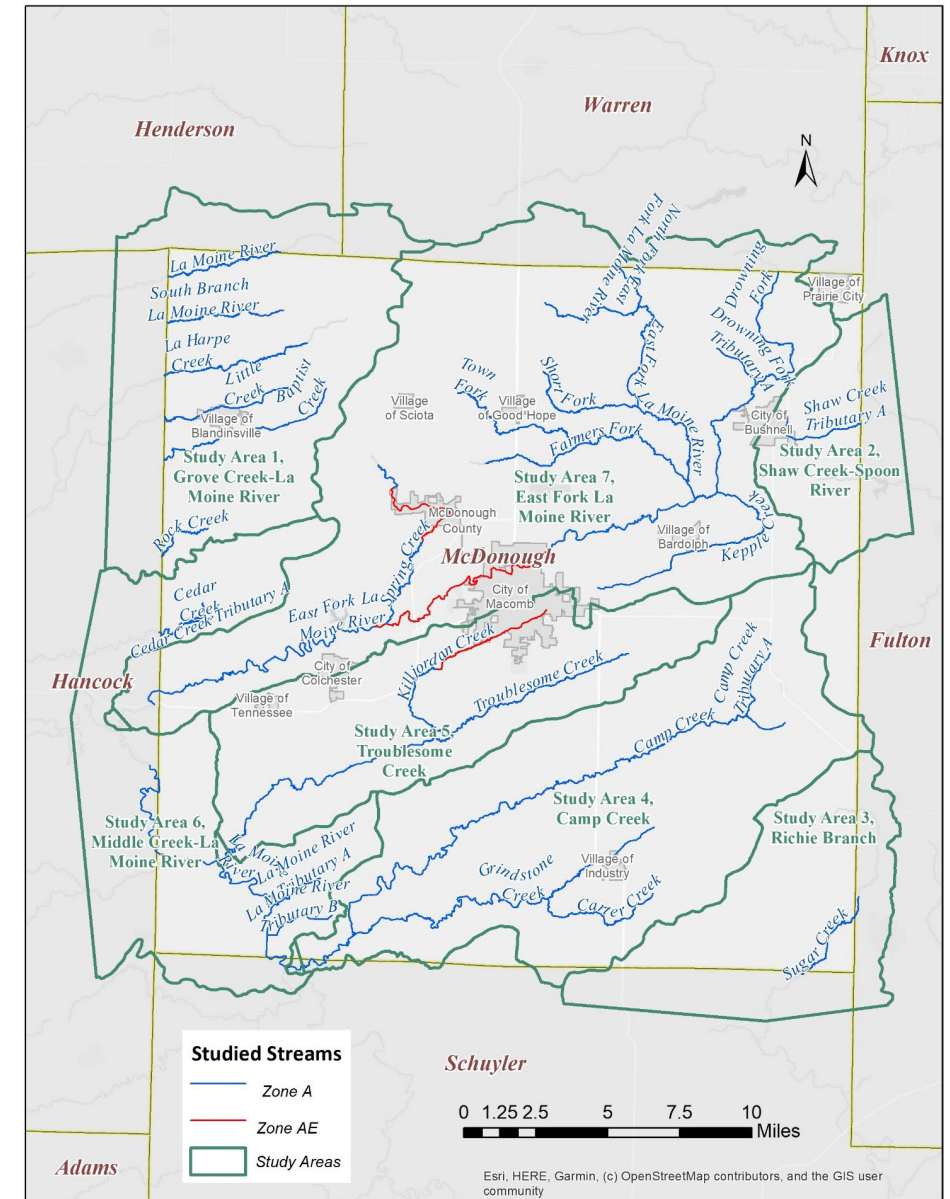 Knox
Warren
Henderson
N
North Fork East
Fork La Moine River
Drowning
Fork
Village of
Prairie City
La Moine River
South Branch
La Moine River
La Harpe
Creek
Little
Creek
Baptist
Creek
Village of
Blandinsville
Study Area 1,
Grove Creek-La
Moine River
Rock Creek
Town
Fork
Short
Fork
East Fork
La Moine River
Drowning Fork
Tributary A
Village
of Sciota
Village
of Good Hope
Farmers Fork
City of
Bushnell
Shaw Creek
Tributary A
Study Area 2,
Shaw Creek-Spoon
River
Study Area 7,
East Fork La
Moine River
McDonough
County
Spring Creek
Village of
Bardolph
Kepple Creek
McDonough
City of
Macomb
Cedar
Creek
Cedar Creek Tributary A
East Fork La
Moine River
Hancock
City of
Colchester
Village of
Tennessee
Killjordan Creek
Troublesome Creek
Fulton
Camp Creek
Tributary A
Camp Creek
Study Area 5,
Troublesome
Creek
Study Area 4,
Camp Creek
Study Area 3,
Richie Branch
Study Area 6,
Middle Creek-La
Moine River
La Moine
River
La Moine River
Tributary A
La Moine River
Tributary B
Village of
Industry
Grindstone
Creek
Carter Creek
Sugar Creek
Studied Streams
Zone A
Zone AE
Study Areas
Schuyler
0 1.25 2.5 5 7.5 10
Miles
Adams
Esri, HERE, Garmin, (c) OpenStreetMap contributors, and the GIS user
community